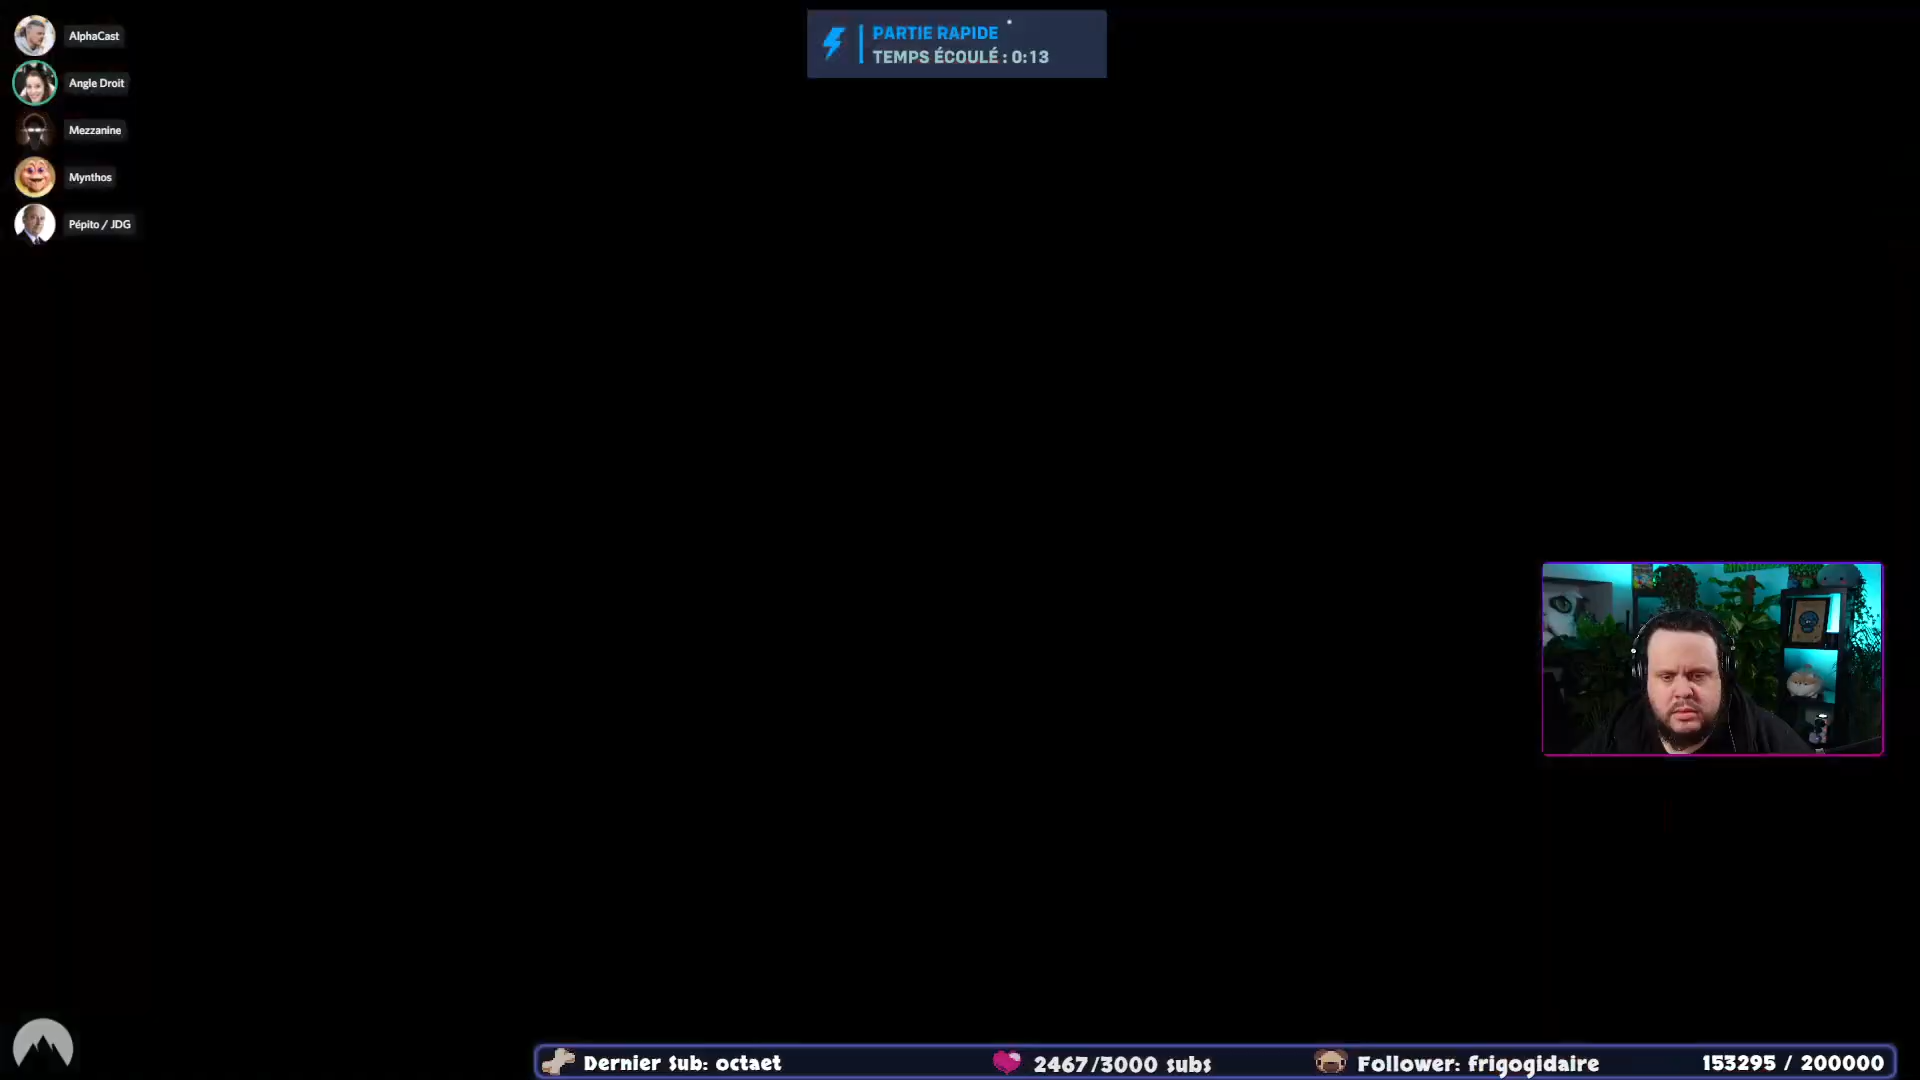 AlphaCast
Angle Droit
Mezzanine
Mynthos
Pépito / JDG
PARTIE RAPIDE
TEMPS ÉCOULÉ : 0:13
Dernier Sub: octaet
2467/3000 subs
Follower: frigogidaire
153295 / 200000